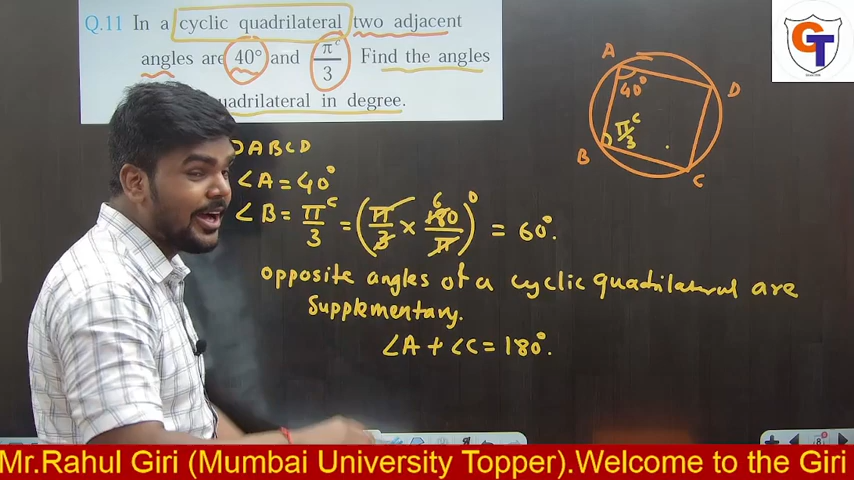 Q.11 In a cyclic quadrilateral two adjacent
angles are 40° and π^c/3 Find the angles
quadrilateral in degree.
GT
A
40°
D
π^c/3
B
C
□ABCD
∠A = 40°
∠B = π^c/3 = (π/3 × 180/π)° = 60°.
6
opposite angles of a cyclic quadrilateral are
Supplementary.
∠A + ∠C = 180°.
Mr.Rahul Giri (Mumbai University Topper).Welcome to the Giri